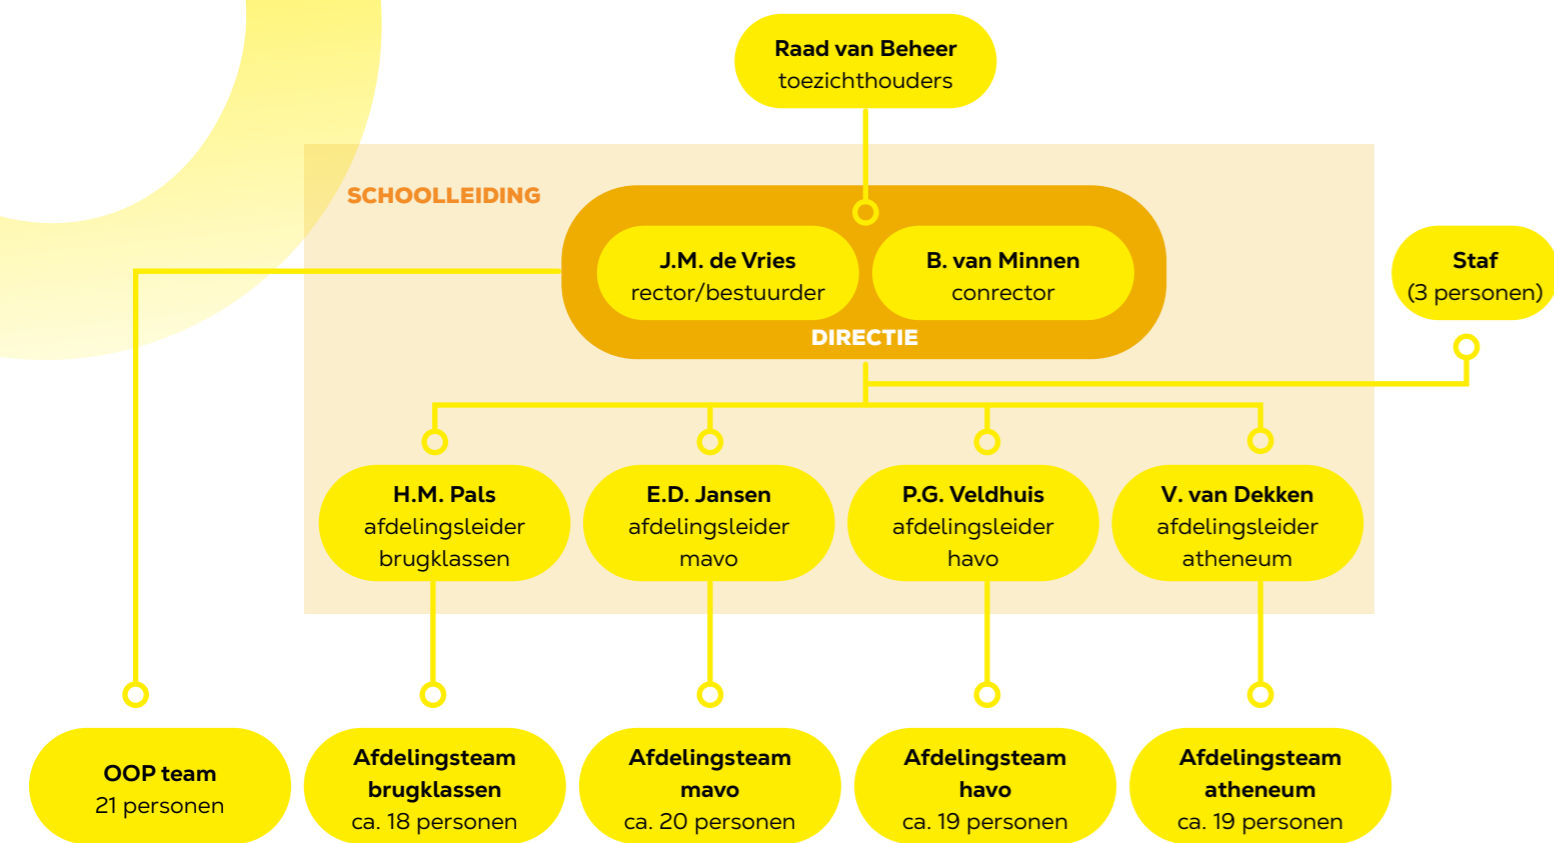 Raad van Beheer
toezichthouders
SCHOOLLEIDING
J.M. de Vries
rector/bestuurder
B. van Minnen
conrector
DIRECTIE
Staf
(3 personen)
H.M. Pals
afdelingsleider
brugklassen
E.D. Jansen
afdelingsleider
mavo
P.G. Veldhuis
afdelingsleider
havo
V. van Dekken
afdelingsleider
atheneum
OOP team
21 personen
Afdelingsteam
brugklassen
ca. 18 personen
Afdelingsteam
mavo
ca. 20 personen
Afdelingsteam
havo
ca. 19 personen
Afdelingsteam
atheneum
ca. 19 personen